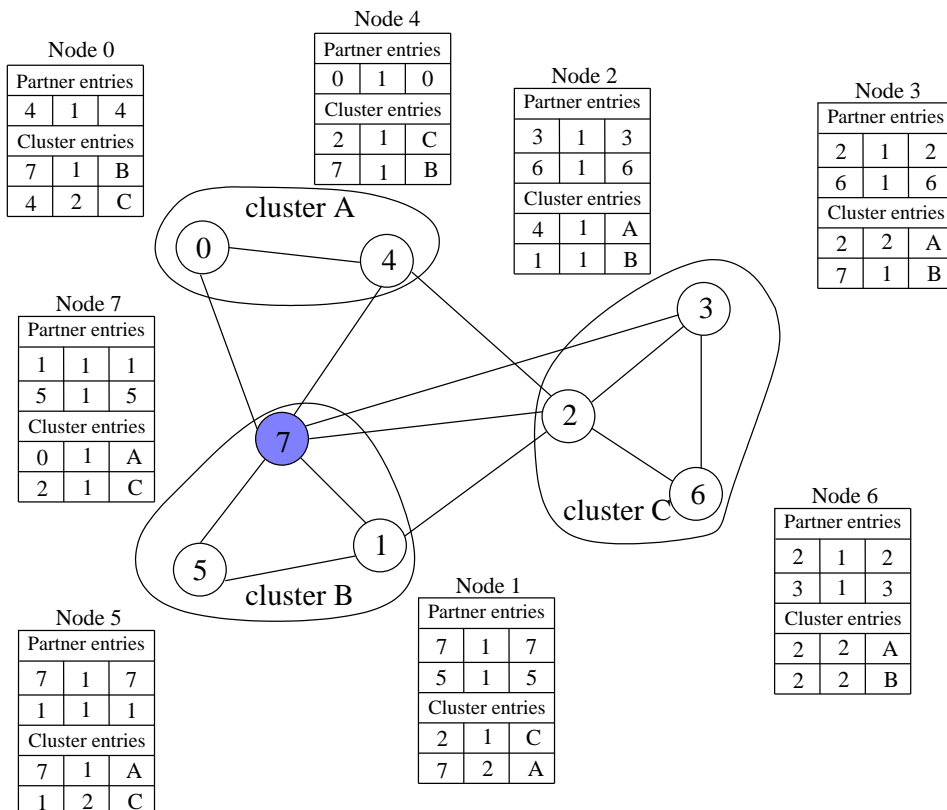 Node 0
Partner entries
4 1 4
Cluster entries
7 1 B
4 2 C
Node 4
Partner entries
0 1 0
Cluster entries
2 1 C
7 1 B
Node 2
Partner entries
3 1 3
6 1 6
Cluster entries
4 1 A
1 1 B
Node 3
Partner entries
2 1 2
6 1 6
Cluster entries
2 2 A
7 1 B
cluster A
0
4
Node 7
Partner entries
1 1 1
5 1 5
Cluster entries
0 1 A
2 1 C
3
2
6
cluster C
7
5
1
cluster B
Node 6
Partner entries
2 1 2
3 1 3
Cluster entries
2 2 A
2 2 B
Node 5
Partner entries
7 1 7
1 1 1
Cluster entries
7 1 A
1 2 C
Node 1
Partner entries
7 1 7
5 1 5
Cluster entries
2 1 C
7 2 A